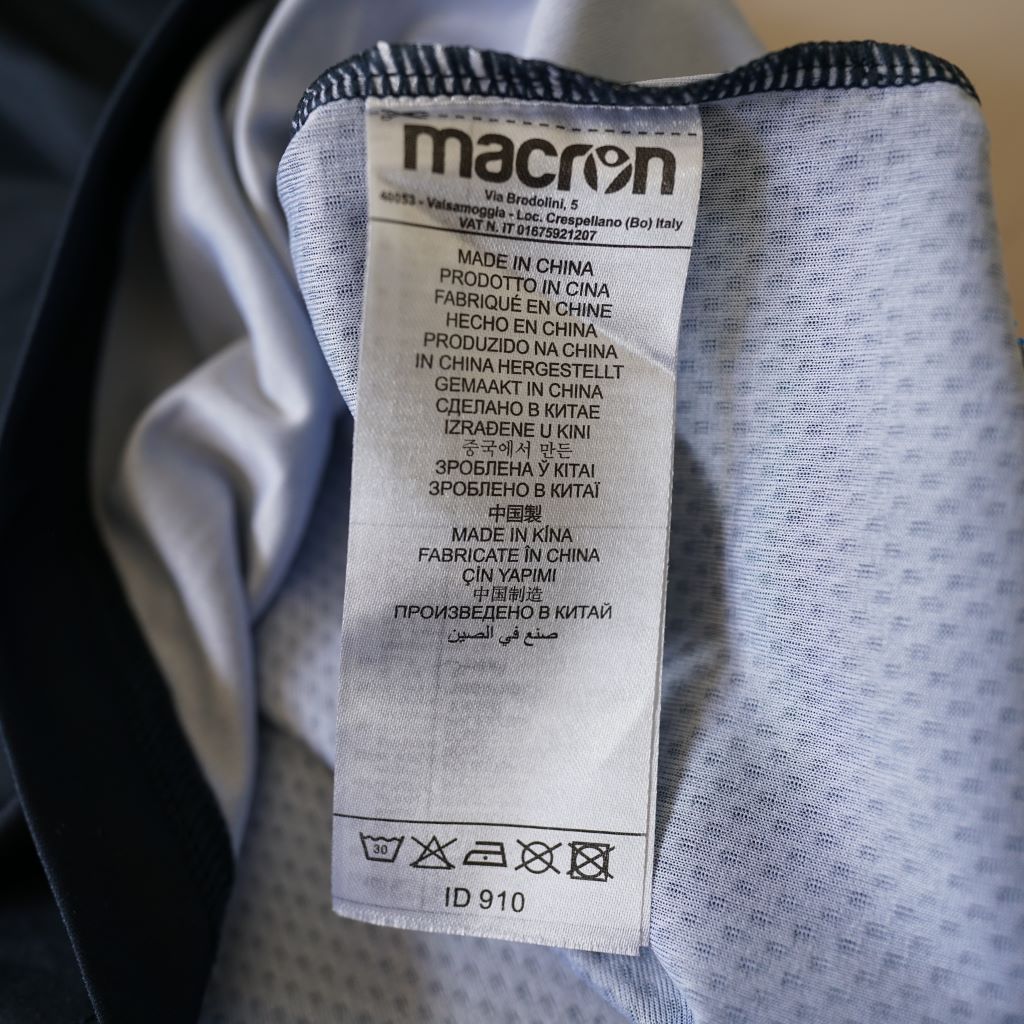 macron
Via Brodolini, 5
40053 - Valsamoggia - Loc. Crespellano (Bo) Italy
VAT N. IT 01675921207
MADE IN CHINA
PRODOTTO IN CINA
FABRIQUÉ EN CHINE
HECHO EN CHINA
PRODUZIDO NA CHINA
IN CHINA HERGESTELLT
GEMAAKT IN CHINA
СДЕЛАНО В КИТАЕ
IZRAĐENE U KINI
중국에서 만든
ЗРОБЛЕНА Ў КІТАІ
ЗРОБЛЕНО В КИТАЇ
中国製
MADE IN KÍNA
FABRICATE ÎN CHINA
ÇİN YAPIMI
中国制造
ПРОИЗВЕДЕНО В КИТАЙ
صنع في الصين
30
ID 910